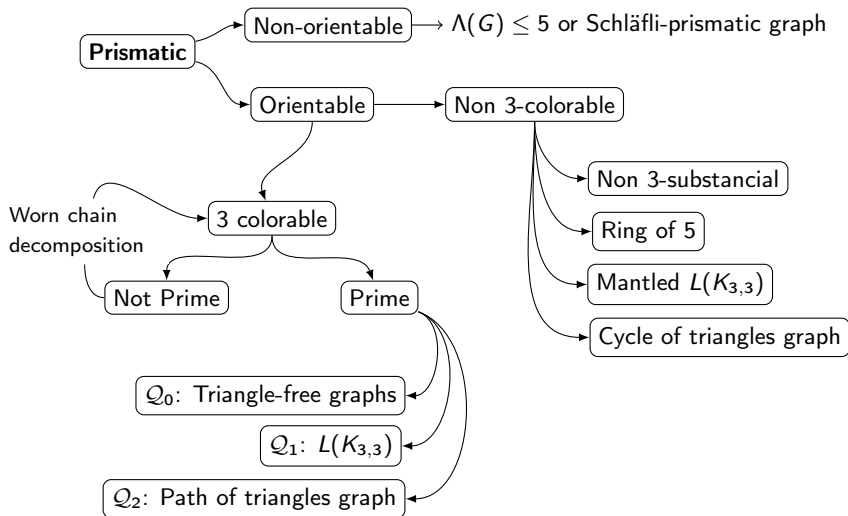 Non-orientable
Λ(G) ≤ 5 or Schläfli-prismatic graph
Prismatic
Orientable
Non 3-colorable
Non 3-substancial
Worn chain
decomposition
3 colorable
Ring of 5
Not Prime
Prime
Mantled L(K₃,₃)
Cycle of triangles graph
𝒬₀: Triangle-free graphs
𝒬₁: L(K₃,₃)
𝒬₂: Path of triangles graph